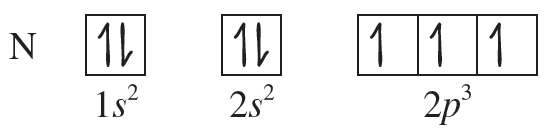 N ↿⇂ ↿⇂ ↿ ↿ ↿
1s² 2s² 2p³